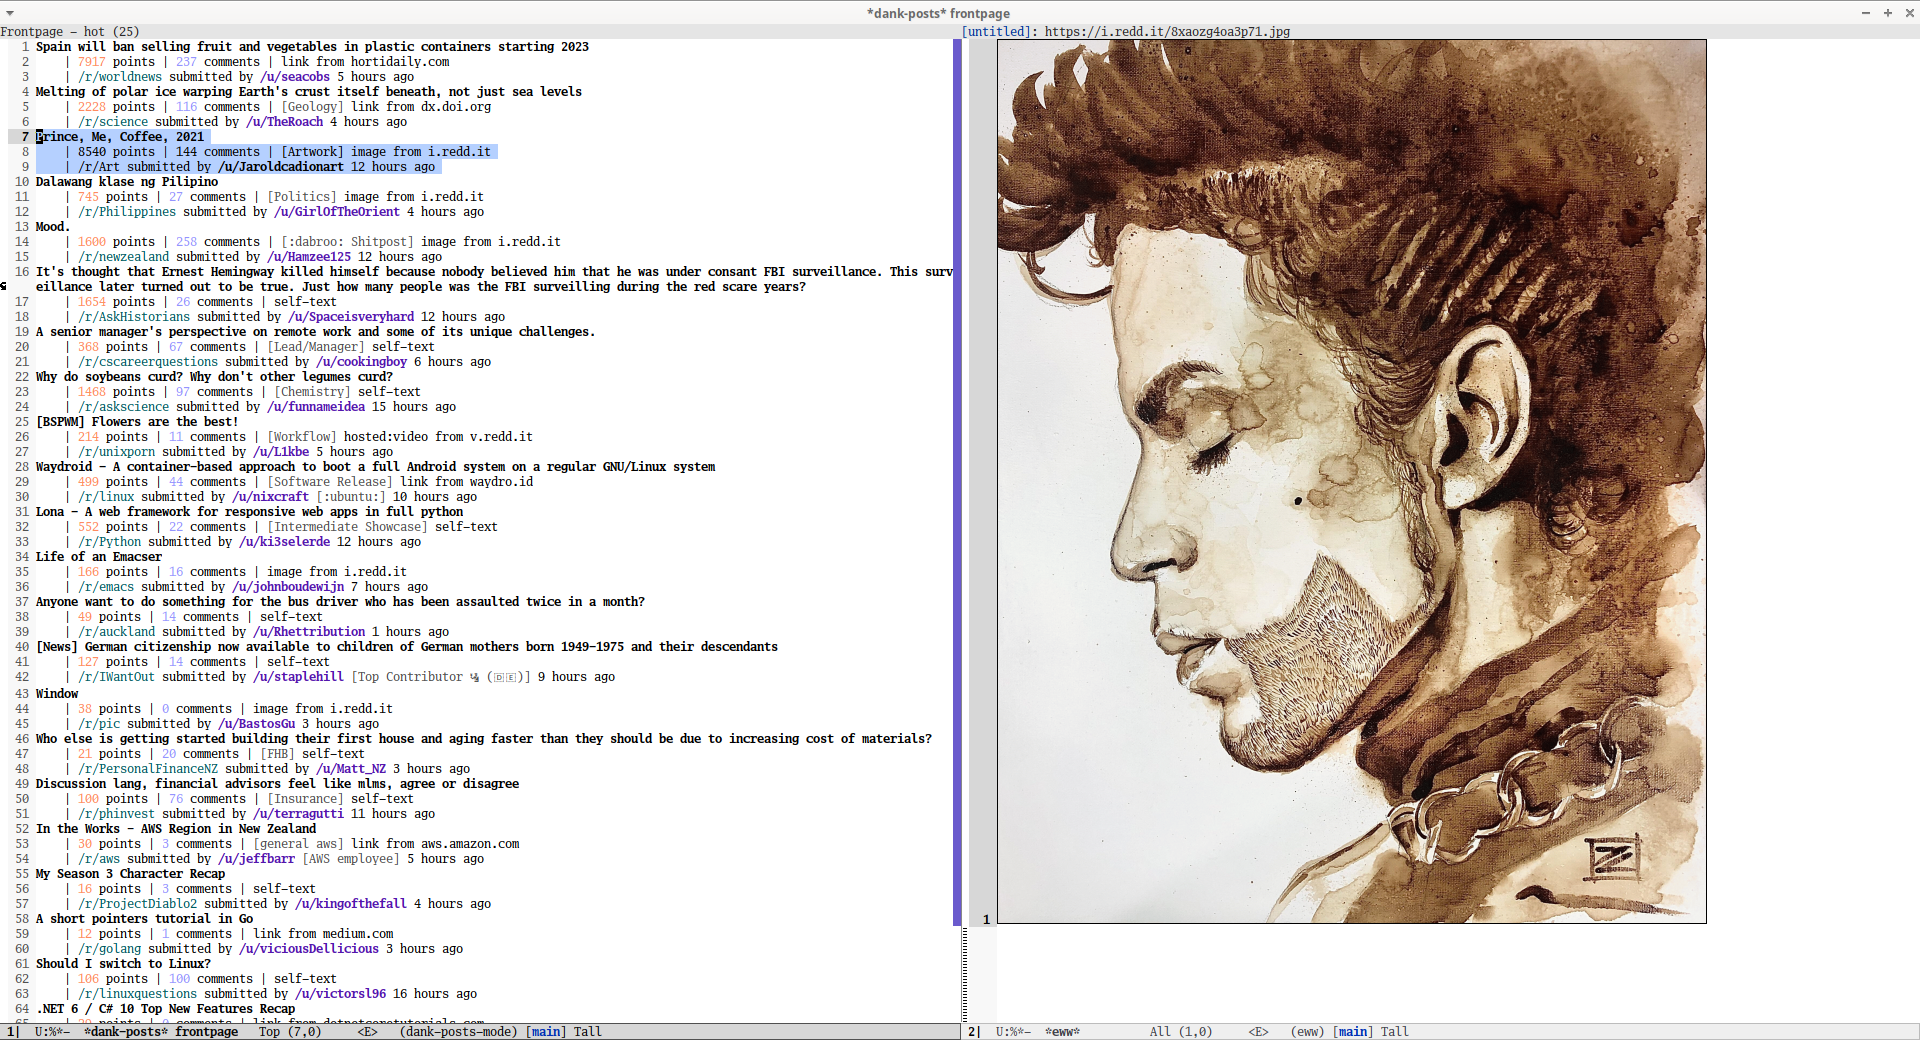 *dank-posts* frontpage
Frontpage – hot (25)
[untitled]: https://i.redd.it/8xaozg4oa3p71.jpg
1 Spain will ban selling fruit and vegetables in plastic containers starting 2023
2 | 7917 points | 237 comments | link from hortidaily.com
3 | /r/worldnews submitted by /u/seacobs 5 hours ago
4 Melting of polar ice warping Earth's crust itself beneath, not just sea levels
5 | 2228 points | 116 comments | [Geology] link from dx.doi.org
6 | /r/science submitted by /u/TheRoach 4 hours ago
7 Prince, Me, Coffee, 2021
8 | 8540 points | 144 comments | [Artwork] image from i.redd.it
9 | /r/Art submitted by /u/Jaroldcadionart 12 hours ago
10 Dalawang klase ng Pilipino
11 | 745 points | 27 comments | [Politics] image from i.redd.it
12 | /r/Philippines submitted by /u/GirlOfTheOrient 4 hours ago
13 Mood.
14 | 1600 points | 258 comments | [:dabroo: Shitpost] image from i.redd.it
15 | /r/newzealand submitted by /u/Hamzee125 12 hours ago
16 It's thought that Ernest Hemingway killed himself because nobody believed him that he was under consant FBI surveillance. This surv
eillance later turned out to be true. Just how many people was the FBI surveilling during the red scare years?
17 | 1654 points | 26 comments | self-text
18 | /r/AskHistorians submitted by /u/Spaceisveryhard 12 hours ago
19 A senior manager's perspective on remote work and some of its unique challenges.
20 | 368 points | 67 comments | [Lead/Manager] self-text
21 | /r/cscareerquestions submitted by /u/cookingboy 6 hours ago
22 Why do soybeans curd? Why don't other legumes curd?
23 | 1468 points | 97 comments | [Chemistry] self-text
24 | /r/askscience submitted by /u/funnameidea 15 hours ago
25 [BSPWM] Flowers are the best!
26 | 214 points | 11 comments | [Workflow] hosted:video from v.redd.it
27 | /r/unixporn submitted by /u/L1kbe 5 hours ago
28 Waydroid – A container-based approach to boot a full Android system on a regular GNU/Linux system
29 | 499 points | 44 comments | [Software Release] link from waydro.id
30 | /r/linux submitted by /u/nixcraft [:ubuntu:] 10 hours ago
31 Lona – A web framework for responsive web apps in full python
32 | 552 points | 22 comments | [Intermediate Showcase] self-text
33 | /r/Python submitted by /u/ki3selerde 12 hours ago
34 Life of an Emacser
35 | 166 points | 16 comments | image from i.redd.it
36 | /r/emacs submitted by /u/johnboudewijn 7 hours ago
37 Anyone want to do something for the bus driver who has been assaulted twice in a month?
38 | 49 points | 14 comments | self-text
39 | /r/auckland submitted by /u/Rhettribution 1 hours ago
40 [News] German citizenship now available to children of German mothers born 1949-1975 and their descendants
41 | 127 points | 14 comments | self-text
42 | /r/IWantOut submitted by /u/staplehill [Top Contributor 🛂 (🇩🇪)] 9 hours ago
43 Window
44 | 38 points | 0 comments | image from i.redd.it
45 | /r/pic submitted by /u/BastosGu 3 hours ago
46 Who else is getting started building their first house and aging faster than they should be due to increasing cost of materials?
47 | 21 points | 20 comments | [FHB] self-text
48 | /r/PersonalFinanceNZ submitted by /u/Matt_NZ 3 hours ago
49 Discussion lang, financial advisors feel like mlms, agree or disagree
50 | 100 points | 76 comments | [Insurance] self-text
51 | /r/phinvest submitted by /u/terragutti 11 hours ago
52 In the Works – AWS Region in New Zealand
53 | 30 points | 3 comments | [general aws] link from aws.amazon.com
54 | /r/aws submitted by /u/jeffbarr [AWS employee] 5 hours ago
55 My Season 3 Character Recap
56 | 16 points | 3 comments | self-text
57 | /r/ProjectDiablo2 submitted by /u/kingofthefall 4 hours ago
58 A short pointers tutorial in Go
59 | 12 points | 1 comments | link from medium.com
60 | /r/golang submitted by /u/viciousDellicious 3 hours ago
61 Should I switch to Linux?
62 | 106 points | 100 comments | self-text
63 | /r/linuxquestions submitted by /u/victorsl96 16 hours ago
64 .NET 6 / C# 10 Top New Features Recap
1
1| U:%*– *dank-posts* frontpage Top (7,0) <E> (dank-posts-mode) [main] Tall
2| U:%*– *eww* All (1,0) <E> (eww) [main] Tall